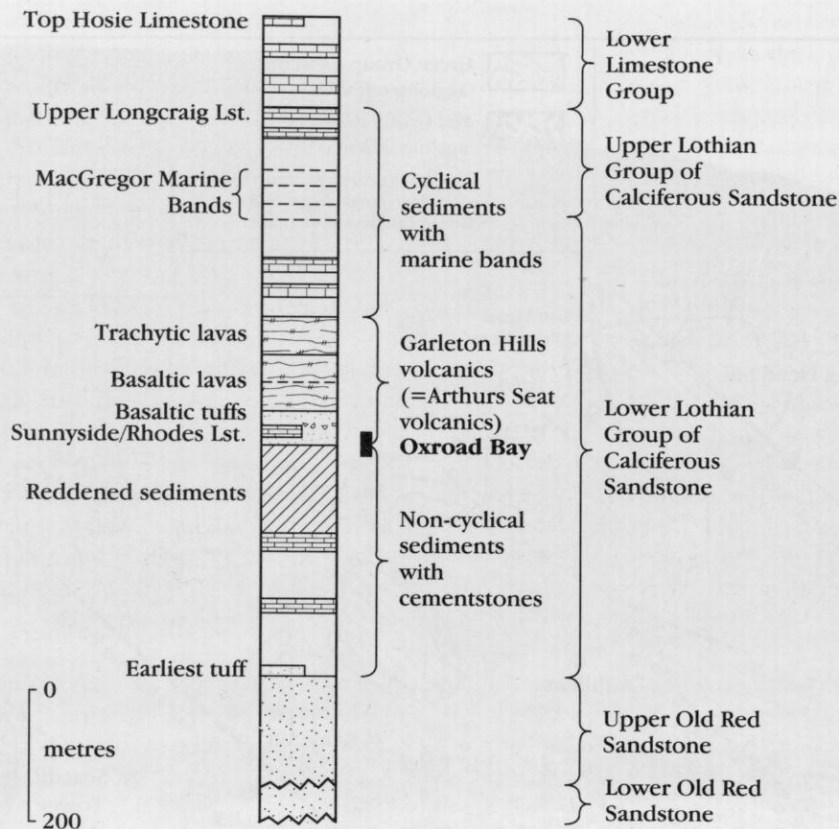 Top Hosie Limestone
Upper Longcraig Lst.
MacGregor Marine
Bands
Trachytic lavas
Basaltic lavas
Basaltic tuffs
Sunnyside/Rhodes Lst.
Reddened sediments
Earliest tuff
0
metres
200
Cyclical
sediments
with
marine bands
Garleton Hills
volcanics
(=Arthurs Seat
volcanics)
Oxroad Bay
Non-cyclical
sediments
with
cementstones
Lower
Limestone
Group
Upper Lothian
Group of
Calciferous Sandstone
Lower Lothian
Group of
Calciferous
Sandstone
Upper Old Red
Sandstone
Lower Old Red
Sandstone